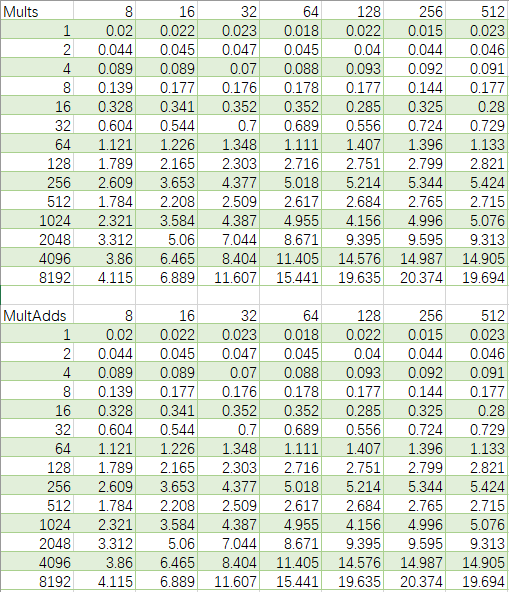 Mults 8 16 32 64 128 256 512
1 0.02 0.022 0.023 0.018 0.022 0.015 0.023
2 0.044 0.045 0.047 0.045 0.04 0.044 0.046
4 0.089 0.089 0.07 0.088 0.093 0.092 0.091
8 0.139 0.177 0.176 0.178 0.177 0.144 0.177
16 0.328 0.341 0.352 0.352 0.285 0.325 0.28
32 0.604 0.544 0.7 0.689 0.556 0.724 0.729
64 1.121 1.226 1.348 1.111 1.407 1.396 1.133
128 1.789 2.165 2.303 2.716 2.751 2.799 2.821
256 2.609 3.653 4.377 5.018 5.214 5.344 5.424
512 1.784 2.208 2.509 2.617 2.684 2.765 2.715
1024 2.321 3.584 4.387 4.955 4.156 4.996 5.076
2048 3.312 5.06 7.044 8.671 9.395 9.595 9.313
4096 3.86 6.465 8.404 11.405 14.576 14.987 14.905
8192 4.115 6.889 11.607 15.441 19.635 20.374 19.694
MultAdds 8 16 32 64 128 256 512
1 0.02 0.022 0.023 0.018 0.022 0.015 0.023
2 0.044 0.045 0.047 0.045 0.04 0.044 0.046
4 0.089 0.089 0.07 0.088 0.093 0.092 0.091
8 0.139 0.177 0.176 0.178 0.177 0.144 0.177
16 0.328 0.341 0.352 0.352 0.285 0.325 0.28
32 0.604 0.544 0.7 0.689 0.556 0.724 0.729
64 1.121 1.226 1.348 1.111 1.407 1.396 1.133
128 1.789 2.165 2.303 2.716 2.751 2.799 2.821
256 2.609 3.653 4.377 5.018 5.214 5.344 5.424
512 1.784 2.208 2.509 2.617 2.684 2.765 2.715
1024 2.321 3.584 4.387 4.955 4.156 4.996 5.076
2048 3.312 5.06 7.044 8.671 9.395 9.595 9.313
4096 3.86 6.465 8.404 11.405 14.576 14.987 14.905
8192 4.115 6.889 11.607 15.441 19.635 20.374 19.694